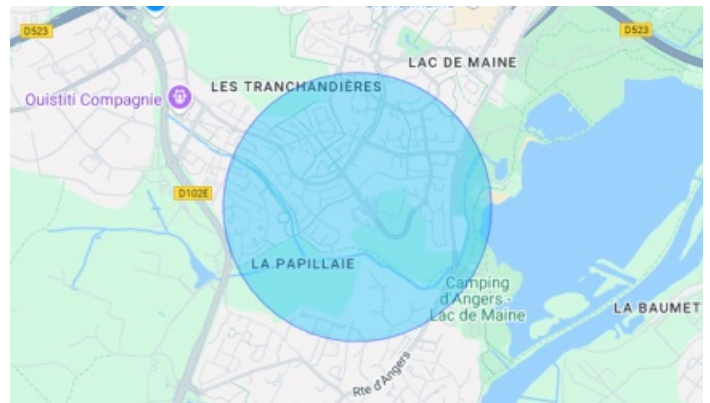 D523
D523
LAC DE MAINE
LES TRANCHANDIÈRES
Ouistiti Compagnie
D102E
LA PAPILLAIE
Camping
d'Angers -
Lac de Maine
LA BAUMET
Rte d'Angers